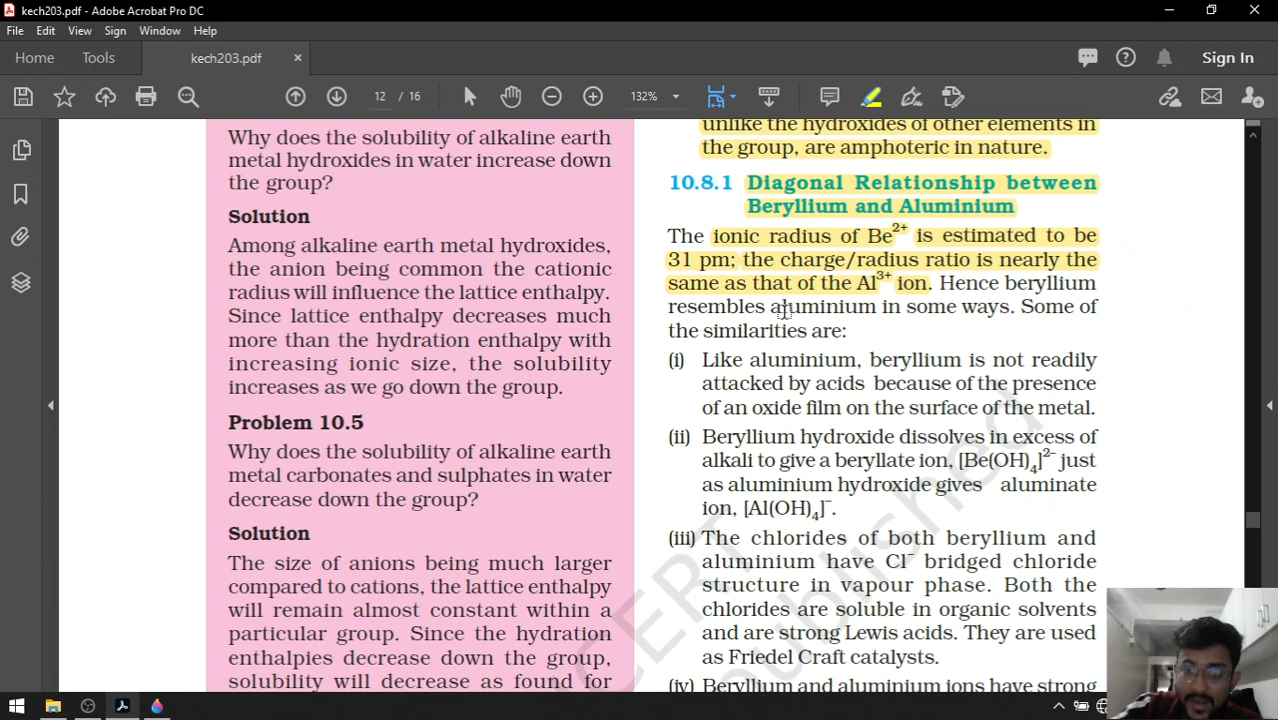 kech203.pdf - Adobe Acrobat Pro DC
File Edit View Sign Window Help
Home Tools kech203.pdf × Sign In
12 / 16 132%
Why does the solubility of alkaline earth
metal hydroxides in water increase down
the group?
Solution
Among alkaline earth metal hydroxides,
the anion being common the cationic
radius will influence the lattice enthalpy.
Since lattice enthalpy decreases much
more than the hydration enthalpy with
increasing ionic size, the solubility
increases as we go down the group.
Problem 10.5
Why does the solubility of alkaline earth
metal carbonates and sulphates in water
decrease down the group?
Solution
The size of anions being much larger
compared to cations, the lattice enthalpy
will remain almost constant within a
particular group. Since the hydration
enthalpies decrease down the group,
solubility will decrease as found for
unlike the hydroxides of other elements in
the group, are amphoteric in nature.
10.8.1 Diagonal Relationship between
Beryllium and Aluminium
The ionic radius of Be²⁺ is estimated to be
31 pm; the charge/radius ratio is nearly the
same as that of the Al³⁺ ion. Hence beryllium
resembles aluminium in some ways. Some of
the similarities are:
(i) Like aluminium, beryllium is not readily
attacked by acids because of the presence
of an oxide film on the surface of the metal.
(ii) Beryllium hydroxide dissolves in excess of
alkali to give a beryllate ion, [Be(OH)₄]²⁻ just
as aluminium hydroxide gives aluminate
ion, [Al(OH)₄]⁻.
(iii) The chlorides of both beryllium and
aluminium have Cl⁻ bridged chloride
structure in vapour phase. Both the
chlorides are soluble in organic solvents
and are strong Lewis acids. They are used
as Friedel Craft catalysts.
(iv) Beryllium and aluminium ions have strong
NCERT
published